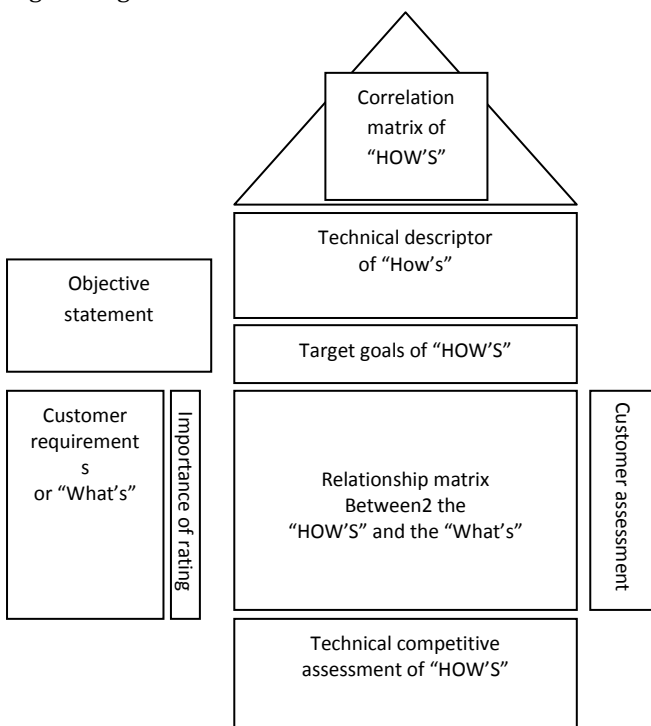 Correlation
matrix of
“HOW’S”
Technical descriptor
of “How’s”
Objective
statement
Target goals of “HOW’S”
Customer
requirement
s
or “What’s”
Importance of rating
Relationship matrix
Between2 the
“HOW’S” and the “What’s”
Customer assessment
Technical competitive
assessment of “HOW’S”